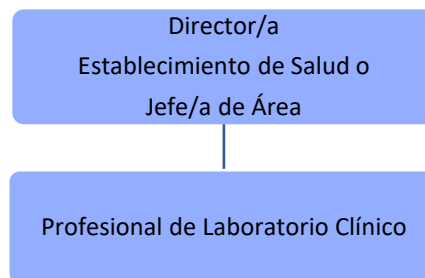 Director/a
Establecimiento de Salud o
Jefe/a de Área
Profesional de Laboratorio Clínico